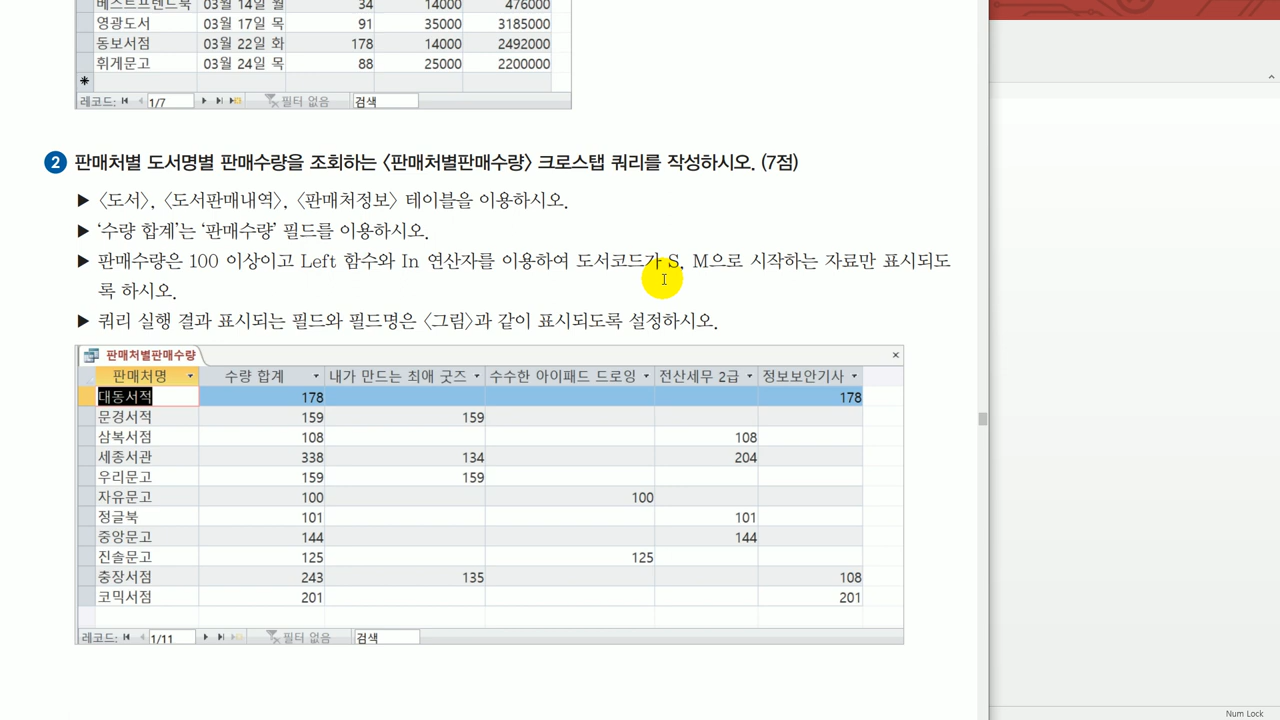 베스트프렌드북 03월 14일 월 34 14000 476000
영광도서 03월 17일 목 91 35000 3185000
동보서점 03월 22일 화 178 14000 2492000
휘게문고 03월 24일 목 88 25000 2200000
레코드: 1/7 필터 없음 검색
2 판매처별 도서명별 판매수량을 조회하는 〈판매처별판매수량〉 크로스탭 쿼리를 작성하시오. (7점)
▶ 〈도서〉, 〈도서판매내역〉, 〈판매처정보〉 테이블을 이용하시오.
▶ ‘수량 합계’는 ‘판매수량’ 필드를 이용하시오.
▶ 판매수량은 100 이상이고 Left 함수와 In 연산자를 이용하여 도서코드가 S, M으로 시작하는 자료만 표시되도
록 하시오.
▶ 쿼리 실행 결과 표시되는 필드와 필드명은 〈그림〉과 같이 표시되도록 설정하시오.
판매처별판매수량 ×
판매처명 수량 합계 내가 만드는 최애 굿즈 수수한 아이패드 드로잉 전산세무 2급 정보보안기사
대동서적 178 178
문경서적 159 159
삼복서점 108 108
세종서관 338 134 204
우리문고 159 159
자유문고 100 100
정글북 101 101
중앙문고 144 144
진솔문고 125 125
충장서점 243 135 108
코믹서점 201 201
레코드: 1/11 필터 없음 검색
Num Lock